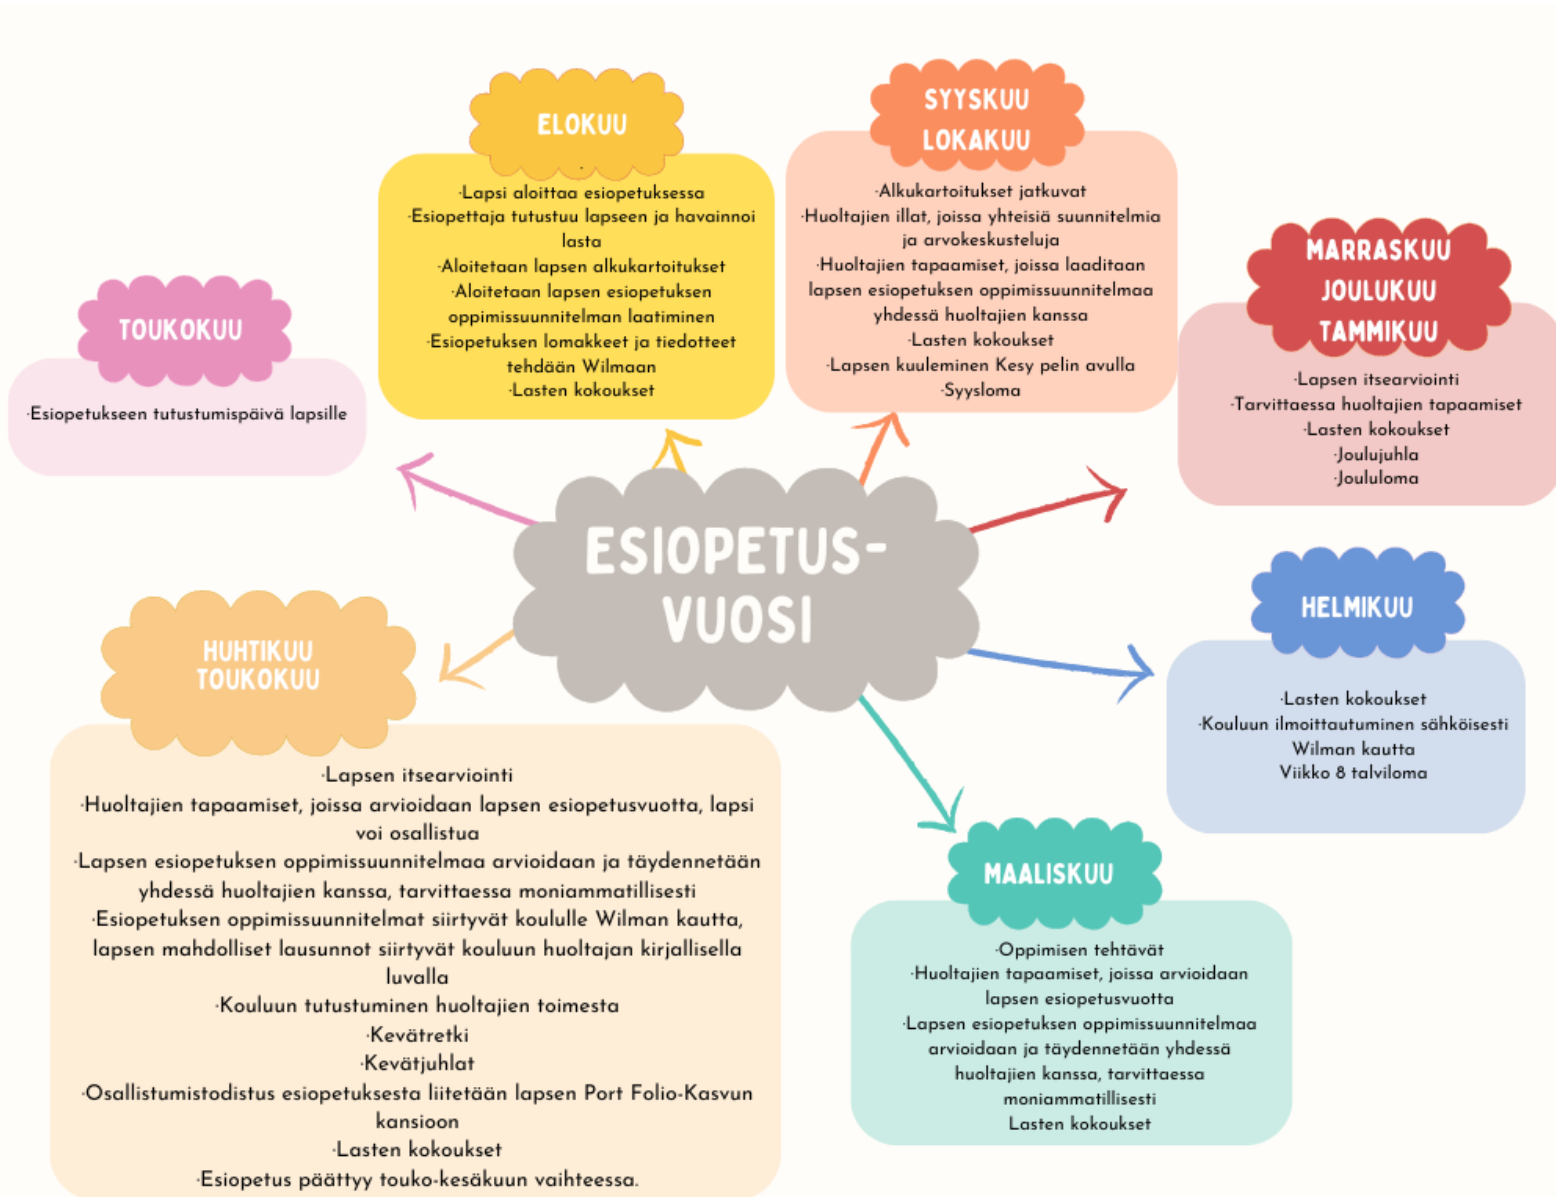 ESIOPETUS-
VUOSI
TOUKOKUU
·Esiopetukseen tutustumispäivä lapsille
ELOKUU
·Lapsi aloittaa esiopetuksessa
·Esiopettaja tutustuu lapseen ja havainnoi
lasta
·Aloitetaan lapsen alkukartoitukset
·Aloitetaan lapsen esiopetuksen
oppimissuunnitelman laatiminen
·Esiopetuksen lomakkeet ja tiedotteet
tehdään Wilmaan
·Lasten kokoukset
SYYSKUU
LOKAKUU
·Alkukartoitukset jatkuvat
·Huoltajien illat, joissa yhteisiä suunnitelmia
ja arvokeskusteluja
·Huoltajien tapaamiset, joissa laaditaan
lapsen esiopetuksen oppimissuunnitelmaa
yhdessä huoltajien kanssa
·Lasten kokoukset
·Lapsen kuuleminen Kesy pelin avulla
·Syysloma
MARRASKUU
JOULUKUU
TAMMIKUU
·Lapsen itsearviointi
·Tarvittaessa huoltajien tapaamiset
·Lasten kokoukset
·Joulujuhla
·Joululoma
HELMIKUU
·Lasten kokoukset
·Kouluun ilmoittautuminen sähköisesti
Wilman kautta
Viikko 8 talviloma
MAALISKUU
·Oppimisen tehtävät
·Huoltajien tapaamiset, joissa arvioidaan
lapsen esiopetusvuotta
·Lapsen esiopetuksen oppimissuunnitelmaa
arvioidaan ja täydennetään yhdessä
huoltajien kanssa, tarvittaessa
moniammatillisesti
Lasten kokoukset
HUHTIKUU
TOUKOKUU
·Lapsen itsearviointi
·Huoltajien tapaamiset, joissa arvioidaan lapsen esiopetusvuotta, lapsi
voi osallistua
·Lapsen esiopetuksen oppimissuunnitelmaa arvioidaan ja täydennetään
yhdessä huoltajien kanssa, tarvittaessa moniammatillisesti
·Esiopetuksen oppimissuunnitelmat siirtyvät koululle Wilman kautta,
lapsen mahdolliset lausunnot siirtyvät kouluun huoltajan kirjallisella
luvalla
·Kouluun tutustuminen huoltajien toimesta
·Kevätretki
·Kevätjuhlat
·Osallistumistodistus esiopetuksesta liitetään lapsen Port Folio-Kasvun
kansioon
·Lasten kokoukset
·Esiopetus päättyy touko-kesäkuun vaihteessa.